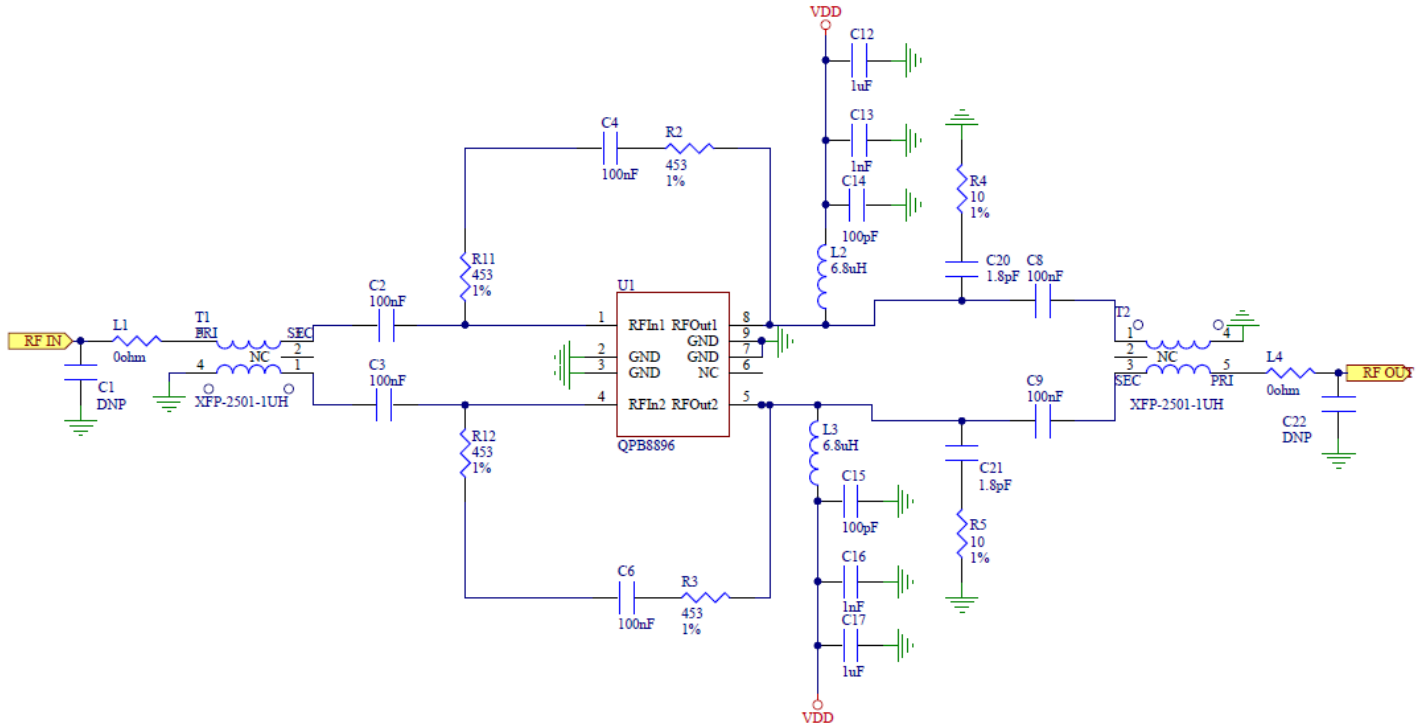 VDD
C12
1uF
C13
1nF
C14
100pF
C4
100nF
R2
453
1%
R4
10
1%
R11
453
1%
L2
6.8uH
C20
1.8pF
C8
100nF
U1
C2
100nF
RF IN
L1
0ohm
T1
PRI
SEC
NC
2
4
1
XFP-2501-1UH
C1
DNP
C3
100nF
1
RFIn1
RFOut1
8
GND
9
2
GND
GND
7
3
GND
NC
6
4
RFIn2
RFOut2
5
QPB8896
T2
1
4
2
NC
3
5
SEC
PRI
XFP-2501-1UH
L4
0ohm
RF OUT
C22
DNP
C9
100nF
R12
453
1%
L3
6.8uH
C21
1.8pF
C15
100pF
R5
10
1%
C16
1nF
C6
100nF
R3
453
1%
C17
1uF
VDD